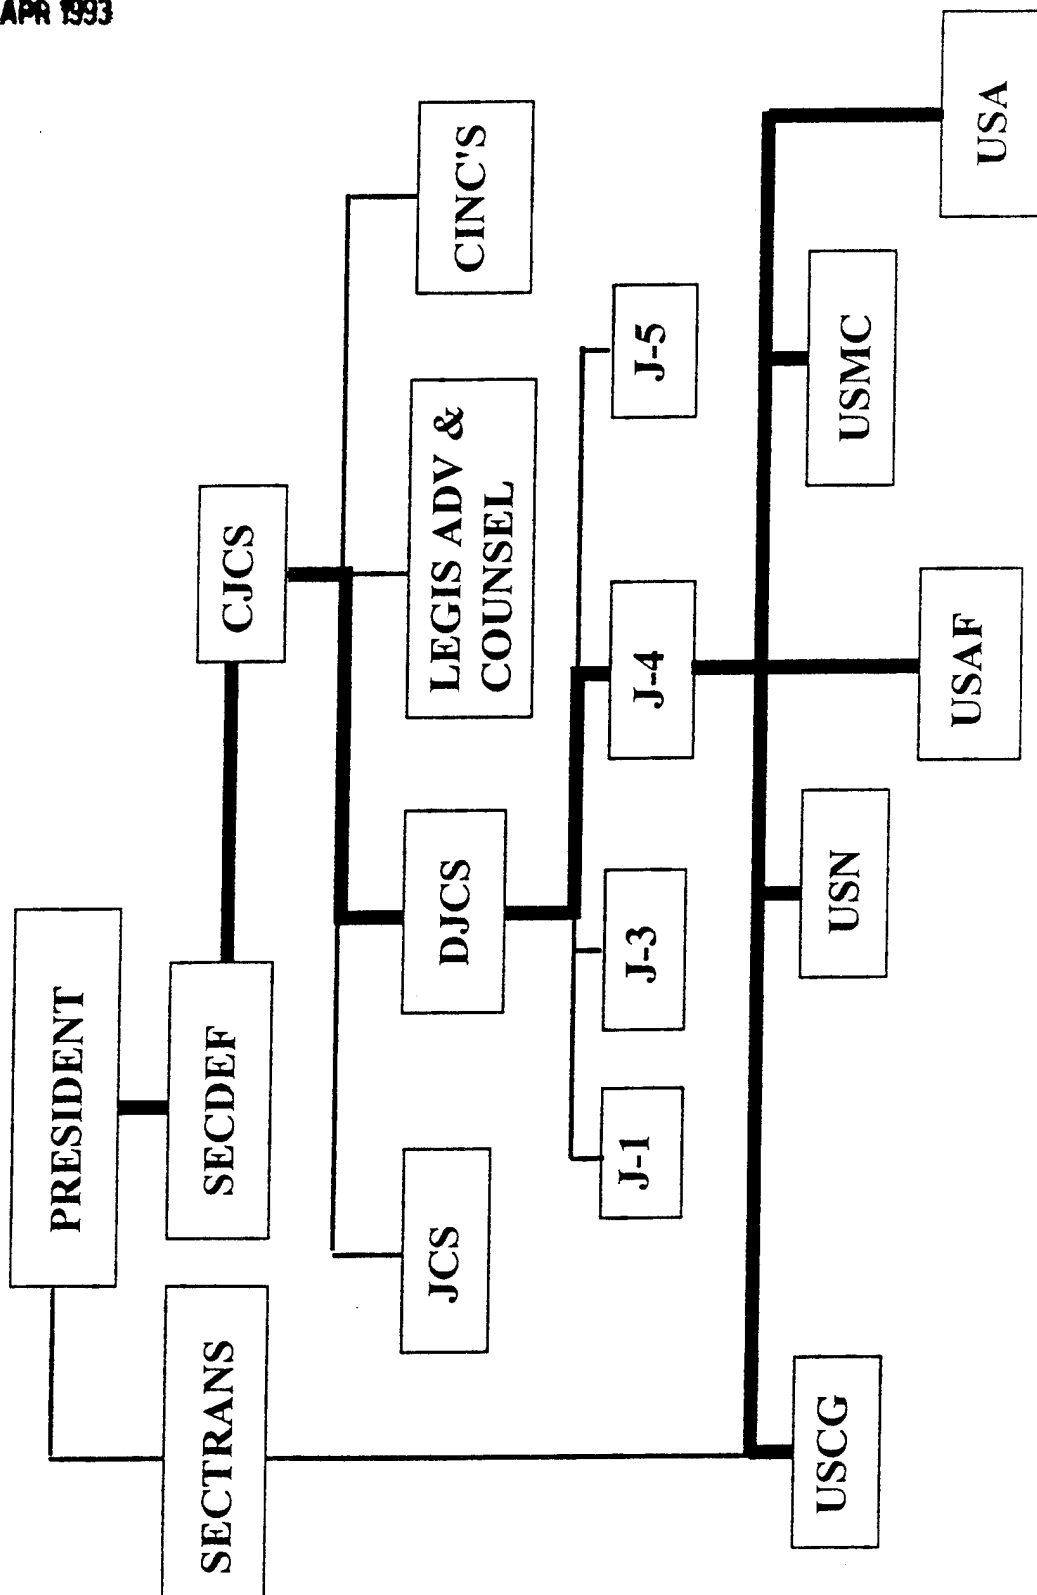 APR 1993
PRESIDENT
SECTRANS
SECDEF
CJCS
JCS
DJCS
LEGIS ADV &
COUNSEL
CINC'S
J-1
J-3
J-4
J-5
USCG
USN
USAF
USMC
USA